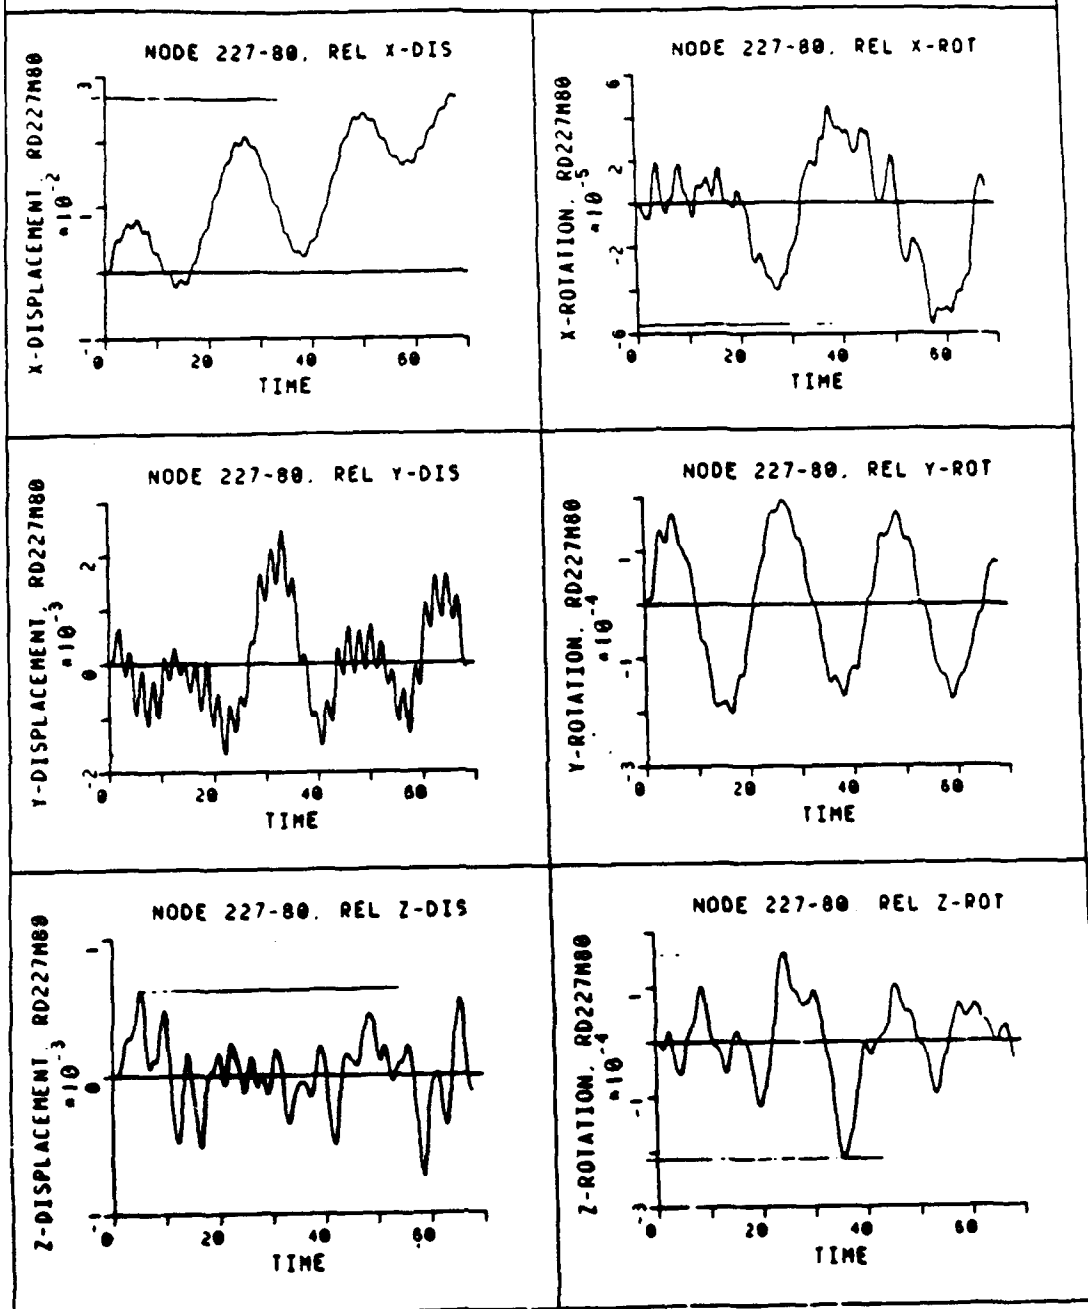 NODE 227-80. REL X-DIS
X-DISPLACEMENT, RD227M80
*10^-2
3
1
-1
0
20
40
60
TIME
NODE 227-80. REL X-ROT
X-ROTATION, RD227M80
*10^-5
6
2
-2
-6
0
20
40
60
TIME
NODE 227-80. REL Y-DIS
Y-DISPLACEMENT, RD227M80
*10^-3
2
0
-2
0
20
40
60
TIME
NODE 227-80. REL Y-ROT
Y-ROTATION, RD227M80
*10^-4
1
-1
-3
0
20
40
60
TIME
NODE 227-80. REL Z-DIS
Z-DISPLACEMENT, RD227M80
*10^-3
1
0
-1
0
20
40
60
TIME
NODE 227-80 REL Z-ROT
Z-ROTATION, RD227M80
*10^-4
1
-1
-3
0
20
40
60
TIME